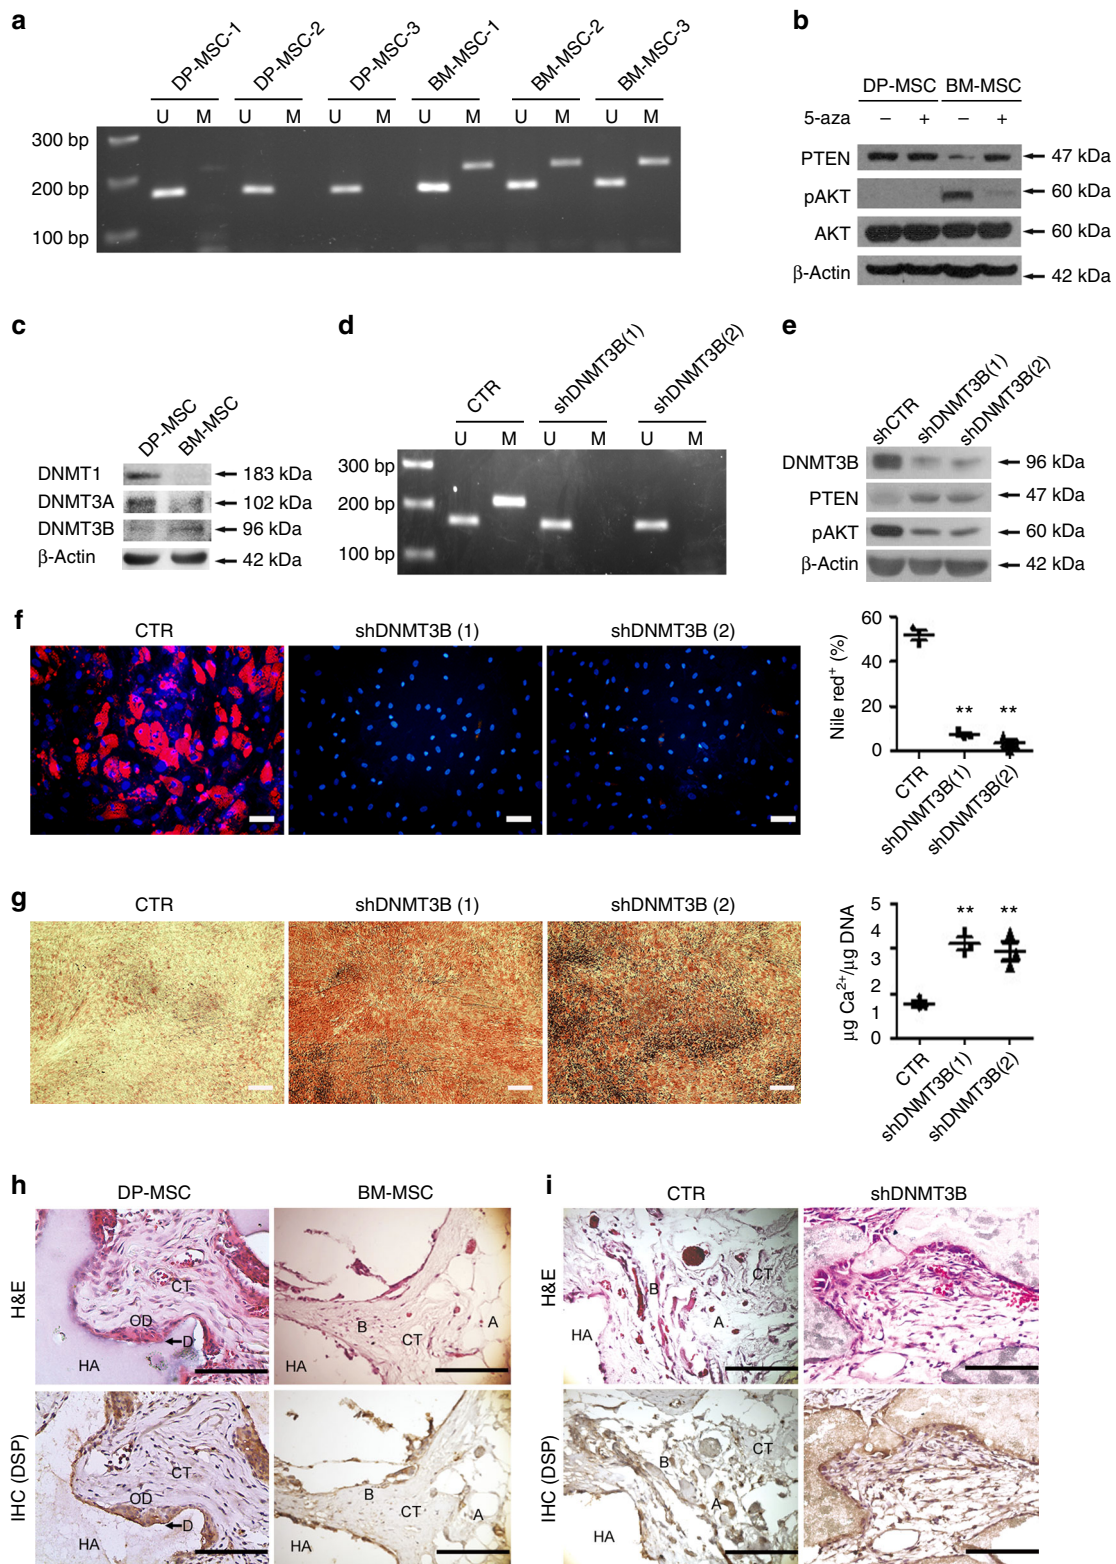 a
DP-MSC-1 DP-MSC-2 DP-MSC-3 BM-MSC-1 BM-MSC-2 BM-MSC-3
U M U M U M U M U M U M
300 bp
200 bp
100 bp
b
DP-MSC BM-MSC
5-aza – + – +
PTEN 47 kDa
pAKT 60 kDa
AKT 60 kDa
β-Actin 42 kDa
c
DP-MSC BM-MSC
DNMT1 183 kDa
DNMT3A 102 kDa
DNMT3B 96 kDa
β-Actin 42 kDa
d
CTR shDNMT3B(1) shDNMT3B(2)
U M U M U M
300 bp
200 bp
100 bp
e
shCTR shDNMT3B(1) shDNMT3B(2)
DNMT3B 96 kDa
PTEN 47 kDa
pAKT 60 kDa
β-Actin 42 kDa
f
CTR shDNMT3B (1) shDNMT3B (2)
Nile red⁺ (%)
60
40
20
0
** **
CTR shDNMT3B(1) shDNMT3B(2)
g
CTR shDNMT3B (1) shDNMT3B (2)
µg Ca²⁺/µg DNA
5
4
3
2
1
0
** **
CTR shDNMT3B(1) shDNMT3B(2)
h
DP-MSC BM-MSC
H&E
CT
OD
D
HA
B
CT
A
HA
IHC (DSP)
CT
OD
D
HA
B
CT
A
HA
i
CTR shDNMT3B
H&E
B
CT
A
HA
IHC (DSP)
CT
B
A
HA